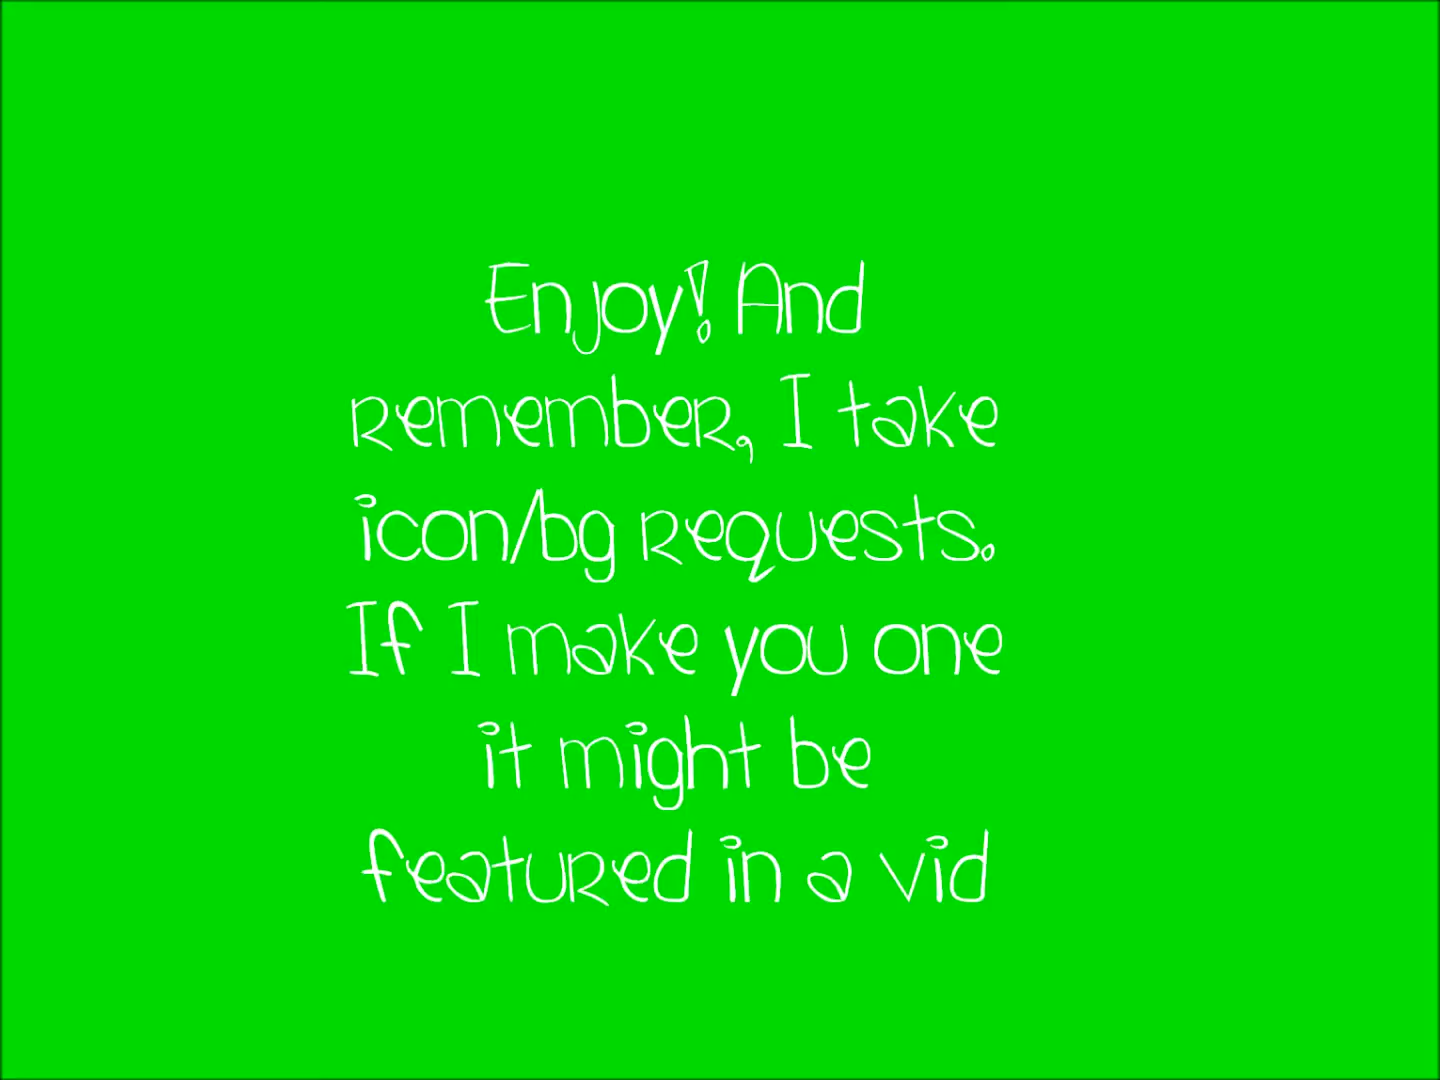 Enjoy! And
remember, I take
icon/bg requests.
If I make you one
it might be
featured in a vid